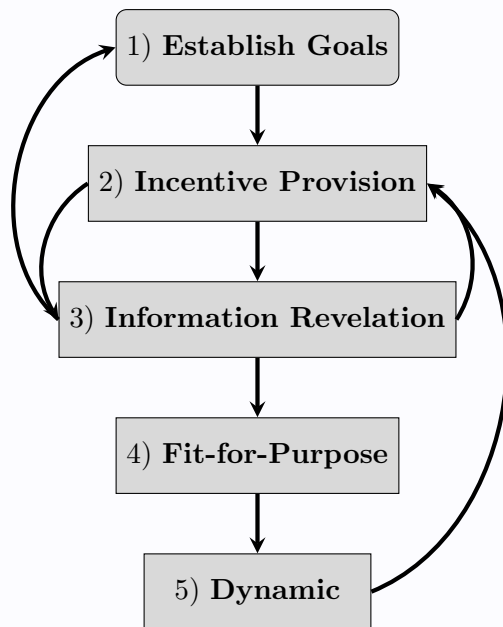 1) Establish Goals
2) Incentive Provision
3) Information Revelation
4) Fit-for-Purpose
5) Dynamic